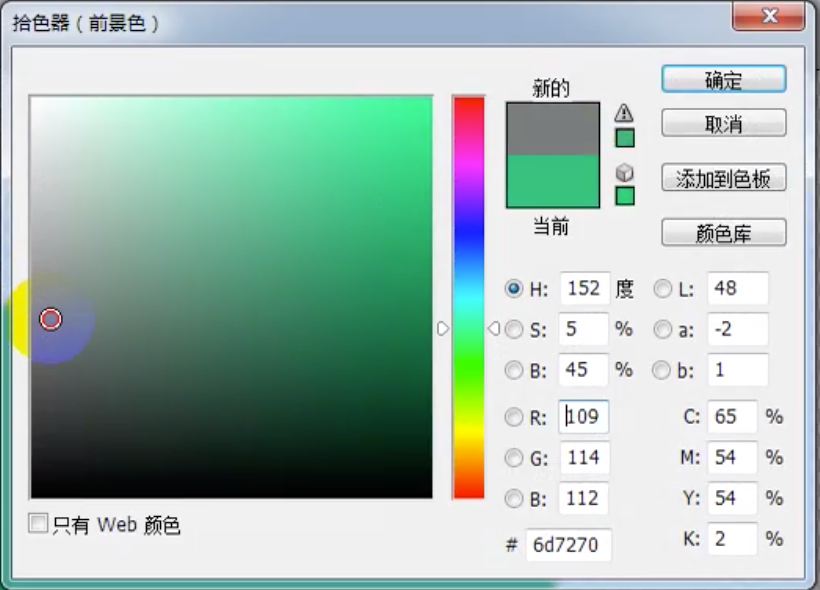 拾色器（前景色）
新的
当前
确定
取消
添加到色板
颜色库
H: 152 度
S: 5 %
B: 45 %
R: 109
G: 114
B: 112
# 6d7270
L: 48
a: -2
b: 1
C: 65 %
M: 54 %
Y: 54 %
K: 2 %
只有 Web 颜色